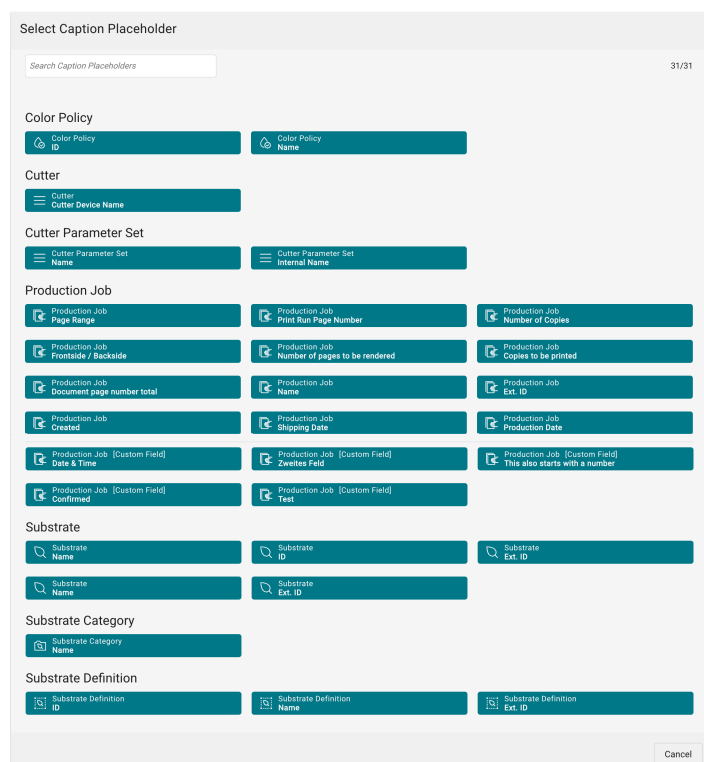 Select Caption Placeholder
Search Caption Placeholders
31/31
Color Policy
Color Policy
ID
Color Policy
Name
Cutter
Cutter
Cutter Device Name
Cutter Parameter Set
Cutter Parameter Set
Name
Cutter Parameter Set
Internal Name
Production Job
Production Job
Page Range
Production Job
Print Run Page Number
Production Job
Number of Copies
Production Job
Frontside / Backside
Production Job
Number of pages to be rendered
Production Job
Copies to be printed
Production Job
Document page number total
Production Job
Name
Production Job
Ext. ID
Production Job
Created
Production Job
Shipping Date
Production Job
Production Date
Production Job [Custom Field]
Date & Time
Production Job [Custom Field]
Zweites Feld
Production Job [Custom Field]
This also starts with a number
Production Job [Custom Field]
Confirmed
Production Job [Custom Field]
Test
Substrate
Substrate
Name
Substrate
ID
Substrate
Ext. ID
Substrate
Name
Substrate
Ext. ID
Substrate Category
Substrate Category
Name
Substrate Definition
Substrate Definition
ID
Substrate Definition
Name
Substrate Definition
Ext. ID
Cancel